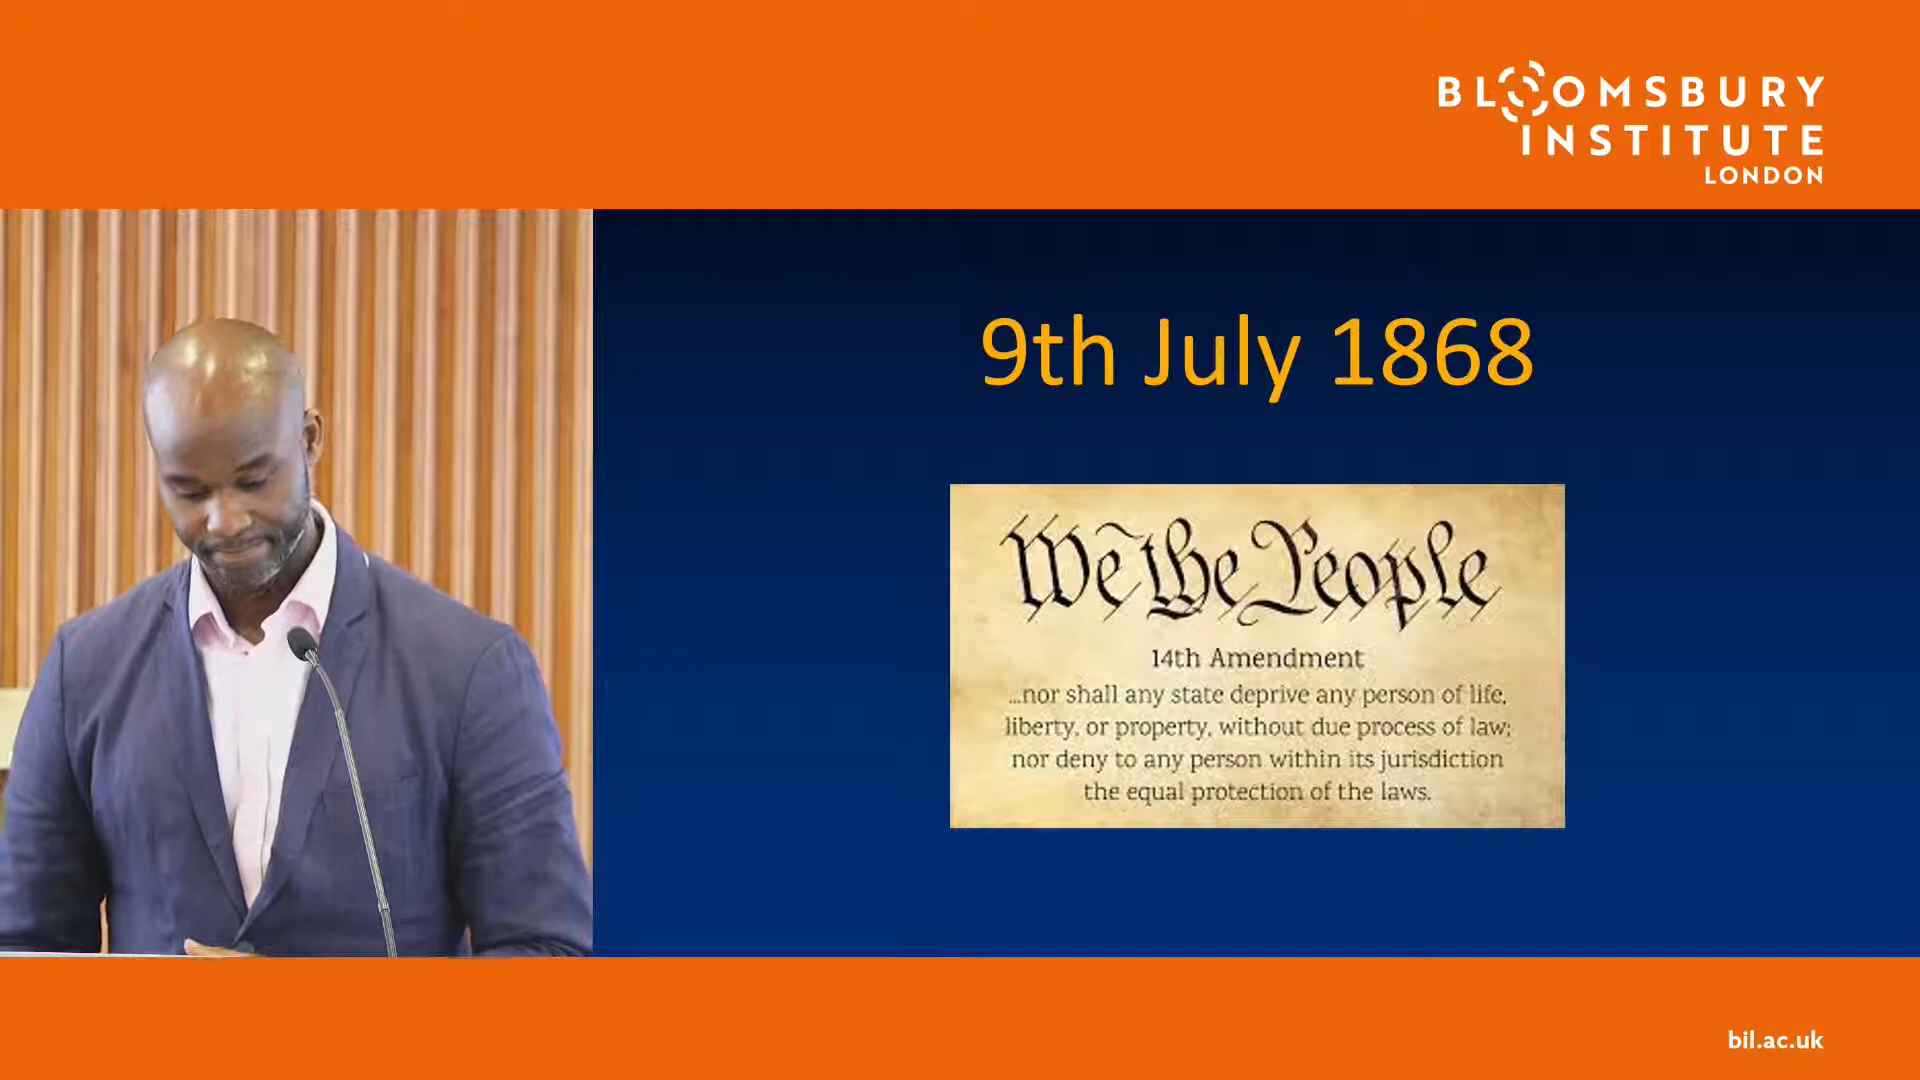 BLOOMSBURY
INSTITUTE
LONDON
9th July 1868
We the People
14th Amendment
...nor shall any state deprive any person of life,
liberty, or property, without due process of law;
nor deny to any person within its jurisdiction
the equal protection of the laws.
bil.ac.uk